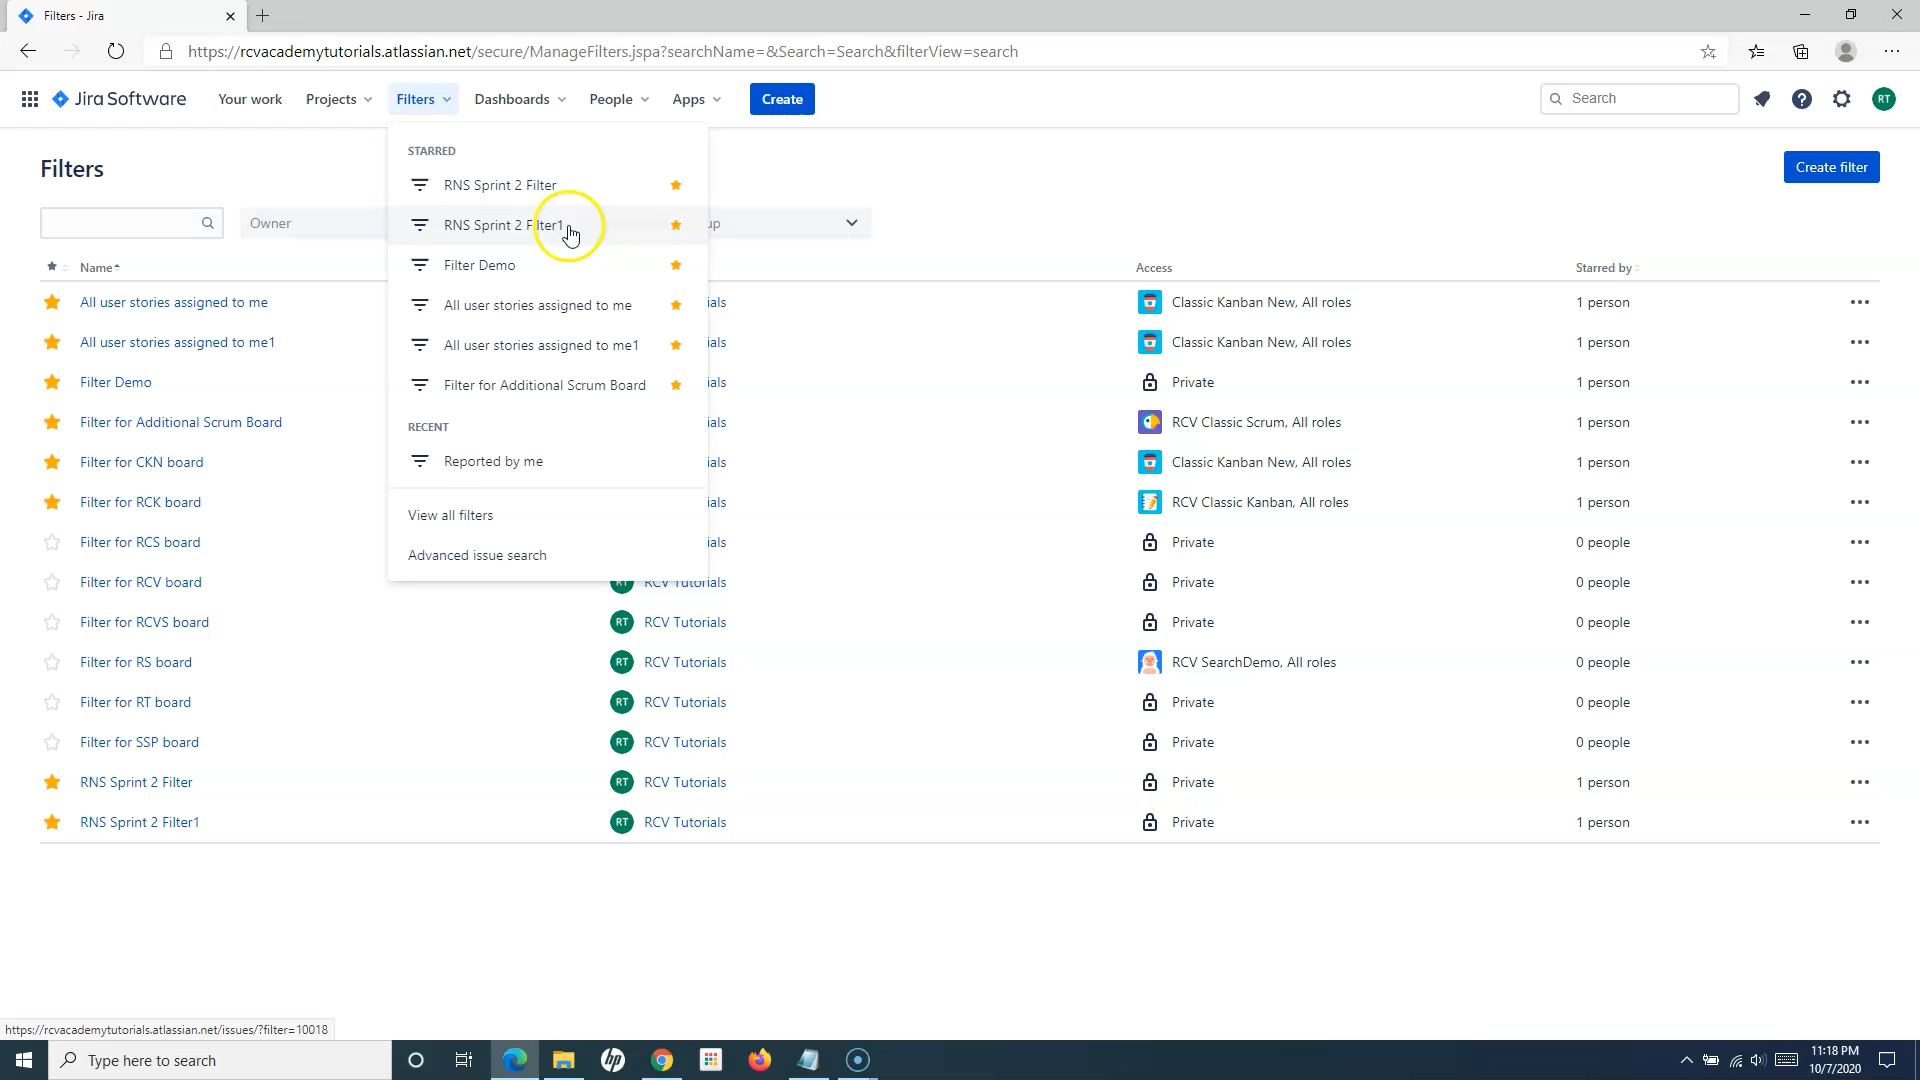 Filters - Jira
https://rcvacademytutorials.atlassian.net/secure/ManageFilters.jspa?searchName=&Search=Search&filterView=search
Jira Software
Your work
Projects
Filters
Dashboards
People
Apps
Create
Search
RT
Filters
Create filter
Owner
up
STARRED
RNS Sprint 2 Filter
RNS Sprint 2 Filter1
Filter Demo
All user stories assigned to me
All user stories assigned to me1
Filter for Additional Scrum Board
RECENT
Reported by me
View all filters
Advanced issue search
Name Access Starred by
All user stories assigned to me ials Classic Kanban New, All roles 1 person
All user stories assigned to me1 ials Classic Kanban New, All roles 1 person
Filter Demo ials Private 1 person
Filter for Additional Scrum Board ials RCV Classic Scrum, All roles 1 person
Filter for CKN board ials Classic Kanban New, All roles 1 person
Filter for RCK board ials RCV Classic Kanban, All roles 1 person
Filter for RCS board ials Private 0 people
Filter for RCV board RT RCV Tutorials Private 0 people
Filter for RCVS board RT RCV Tutorials Private 0 people
Filter for RS board RT RCV Tutorials RCV SearchDemo, All roles 0 people
Filter for RT board RT RCV Tutorials Private 0 people
Filter for SSP board RT RCV Tutorials Private 0 people
RNS Sprint 2 Filter RT RCV Tutorials Private 1 person
RNS Sprint 2 Filter1 RT RCV Tutorials Private 1 person
https://rcvacademytutorials.atlassian.net/issues/?filter=10018
Type here to search
hp
11:18 PM
10/7/2020